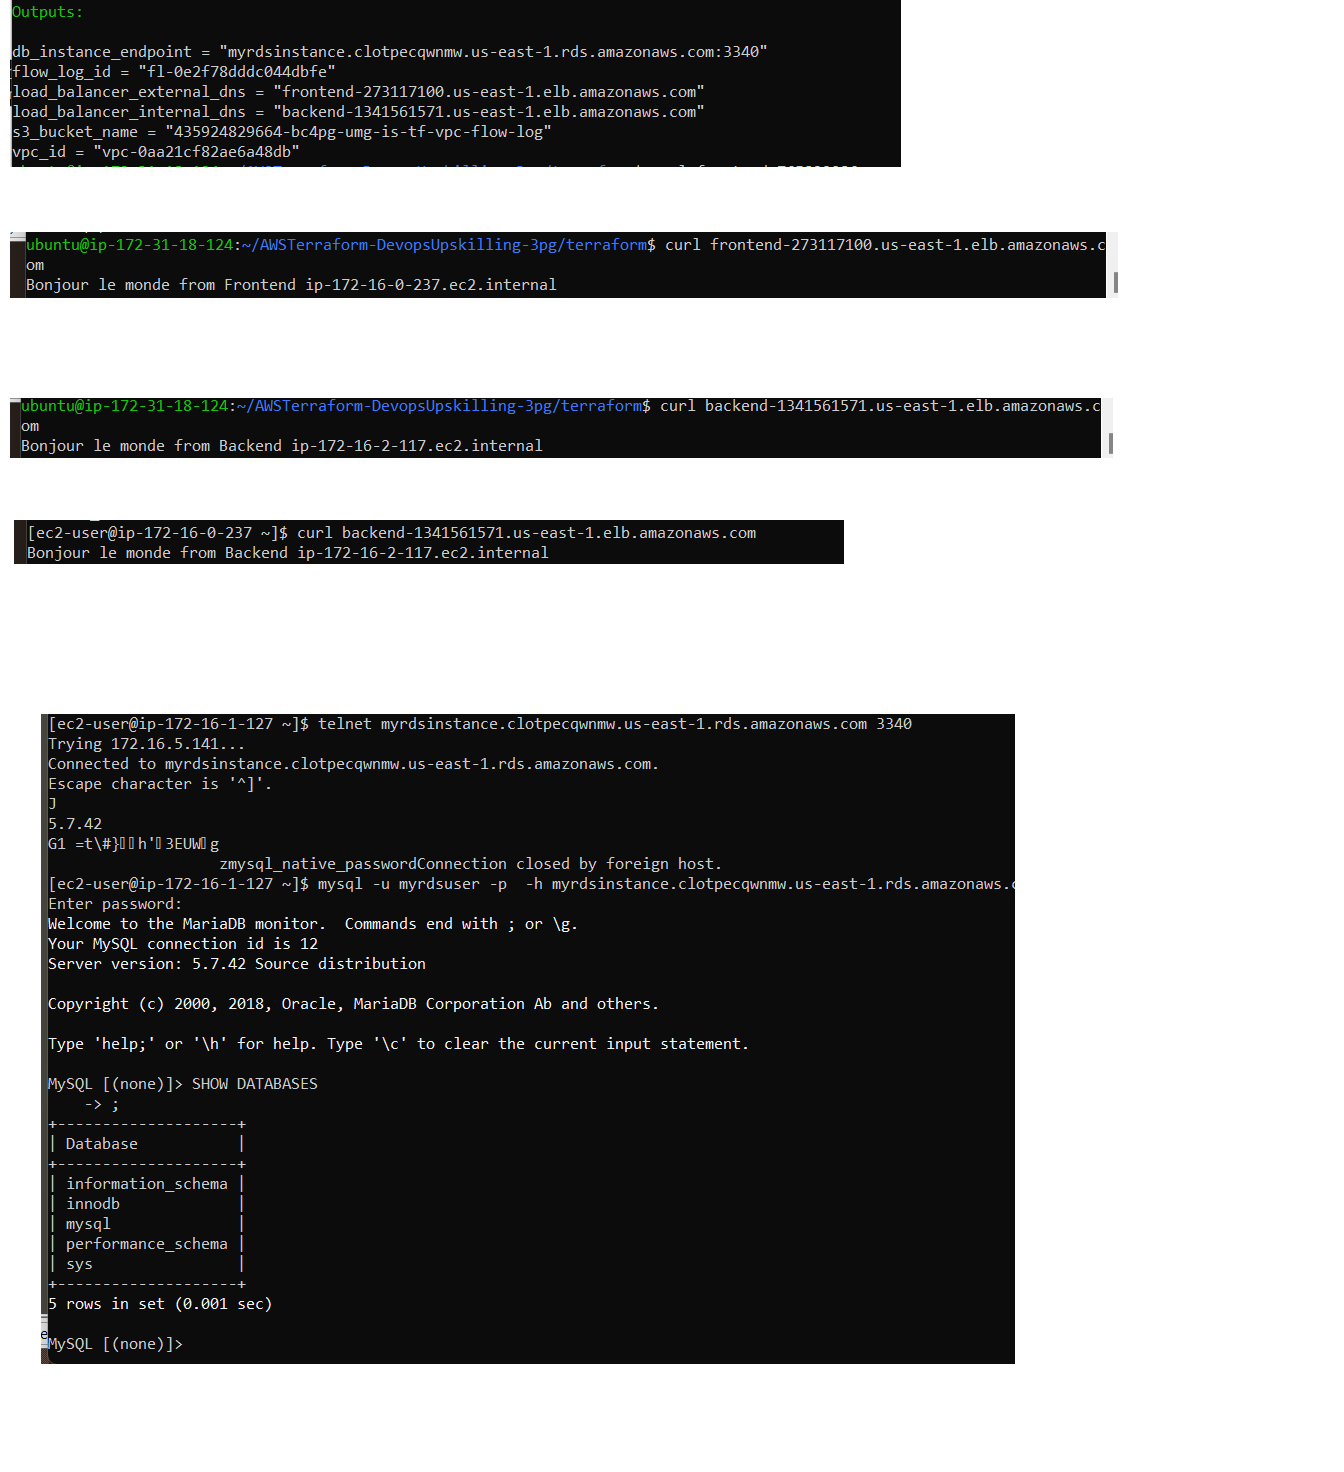 Outputs:
db_instance_endpoint = "myrdsinstance.clotpecqwnmw.us-east-1.rds.amazonaws.com:3340"
flow_log_id = "fl-0e2f78dddc044dbfe"
load_balancer_external_dns = "frontend-273117100.us-east-1.elb.amazonaws.com"
load_balancer_internal_dns = "backend-1341561571.us-east-1.elb.amazonaws.com"
s3_bucket_name = "435924829664-bc4pg-umg-is-tf-vpc-flow-log"
vpc_id = "vpc-0aa21cf82ae6a48db"
ubuntu@ip-172-31-18-124:~/AWSTerraform-DevopsUpskilling-3pg/terraform$ curl frontend-273117100.us-east-1.elb.amazonaws.c
om
Bonjour le monde from Frontend ip-172-16-0-237.ec2.internal
ubuntu@ip-172-31-18-124:~/AWSTerraform-DevopsUpskilling-3pg/terraform$ curl backend-1341561571.us-east-1.elb.amazonaws.c
om
Bonjour le monde from Backend ip-172-16-2-117.ec2.internal
[ec2-user@ip-172-16-0-237 ~]$ curl backend-1341561571.us-east-1.elb.amazonaws.com
Bonjour le monde from Backend ip-172-16-2-117.ec2.internal
[ec2-user@ip-172-16-1-127 ~]$ telnet myrdsinstance.clotpecqwnmw.us-east-1.rds.amazonaws.com 3340
Trying 172.16.5.141...
Connected to myrdsinstance.clotpecqwnmw.us-east-1.rds.amazonaws.com.
Escape character is '^]'.
J
5.7.42
G1 =t\#}h'3EUWg
zmysql_native_passwordConnection closed by foreign host.
[ec2-user@ip-172-16-1-127 ~]$ mysql -u myrdsuser -p  -h myrdsinstance.clotpecqwnmw.us-east-1.rds.amazonaws.c
Enter password:
Welcome to the MariaDB monitor.  Commands end with ; or \g.
Your MySQL connection id is 12
Server version: 5.7.42 Source distribution
Copyright (c) 2000, 2018, Oracle, MariaDB Corporation Ab and others.
Type 'help;' or '\h' for help. Type '\c' to clear the current input statement.
MySQL [(none)]> SHOW DATABASES
    -> ;
+--------------------+
| Database           |
+--------------------+
| information_schema |
| innodb             |
| mysql              |
| performance_schema |
| sys                |
+--------------------+
5 rows in set (0.001 sec)
MySQL [(none)]>